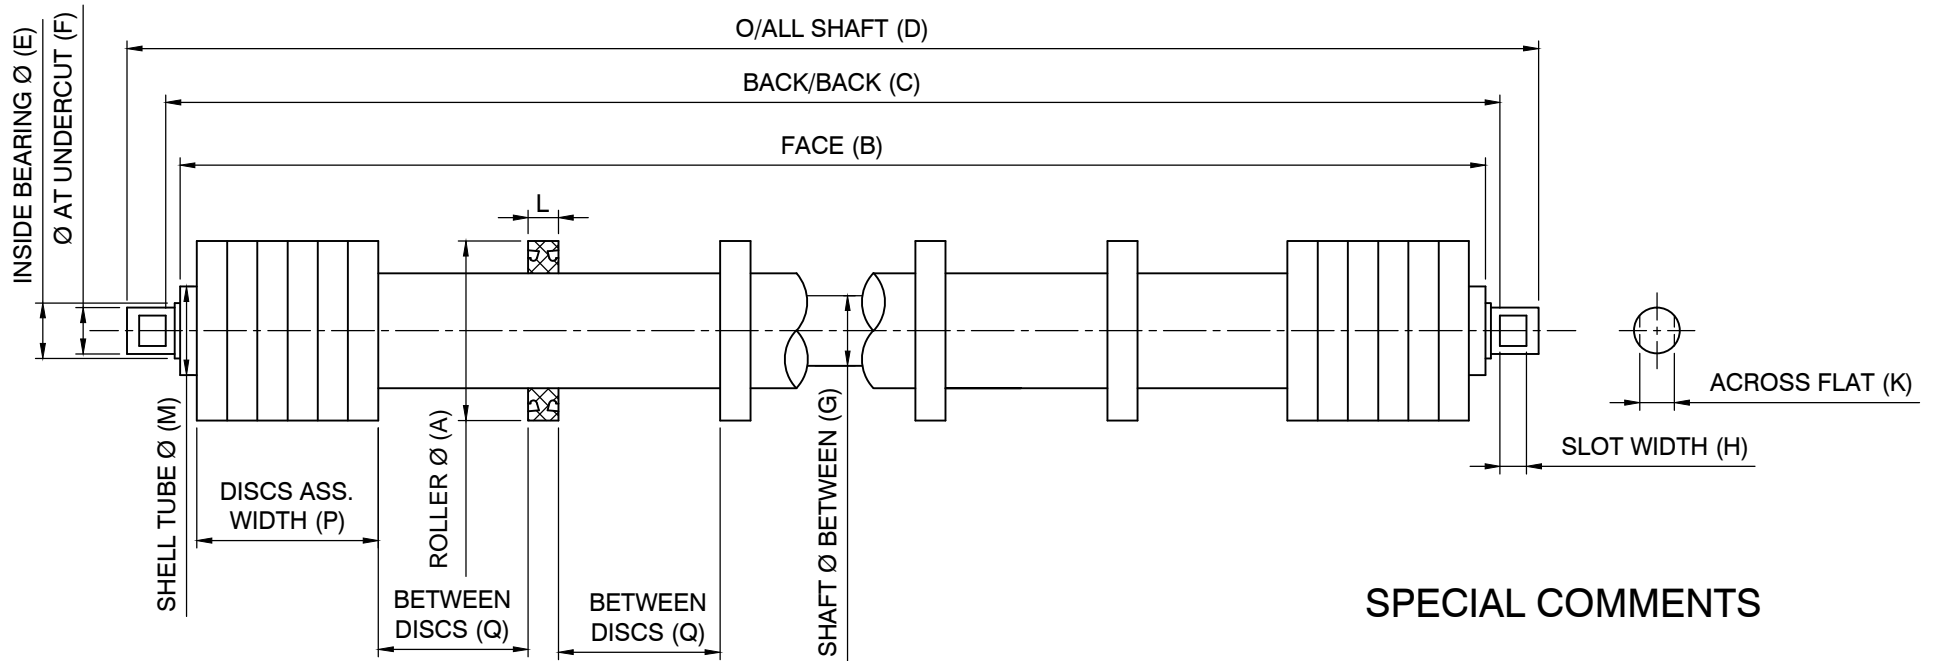 O/ALL SHAFT (D)
BACK/BACK (C)
FACE (B)
INSIDE BEARING Ø (E)
Ø AT UNDERCUT (F)
L
ACROSS FLAT (K)
SLOT WIDTH (H)
DISCS ASS.
WIDTH (P)
SHELL TUBE Ø (M)
ROLLER Ø (A)
SHAFT Ø BETWEEN (G)
BETWEEN
DISCS (Q)
BETWEEN
DISCS (Q)
SPECIAL COMMENTS